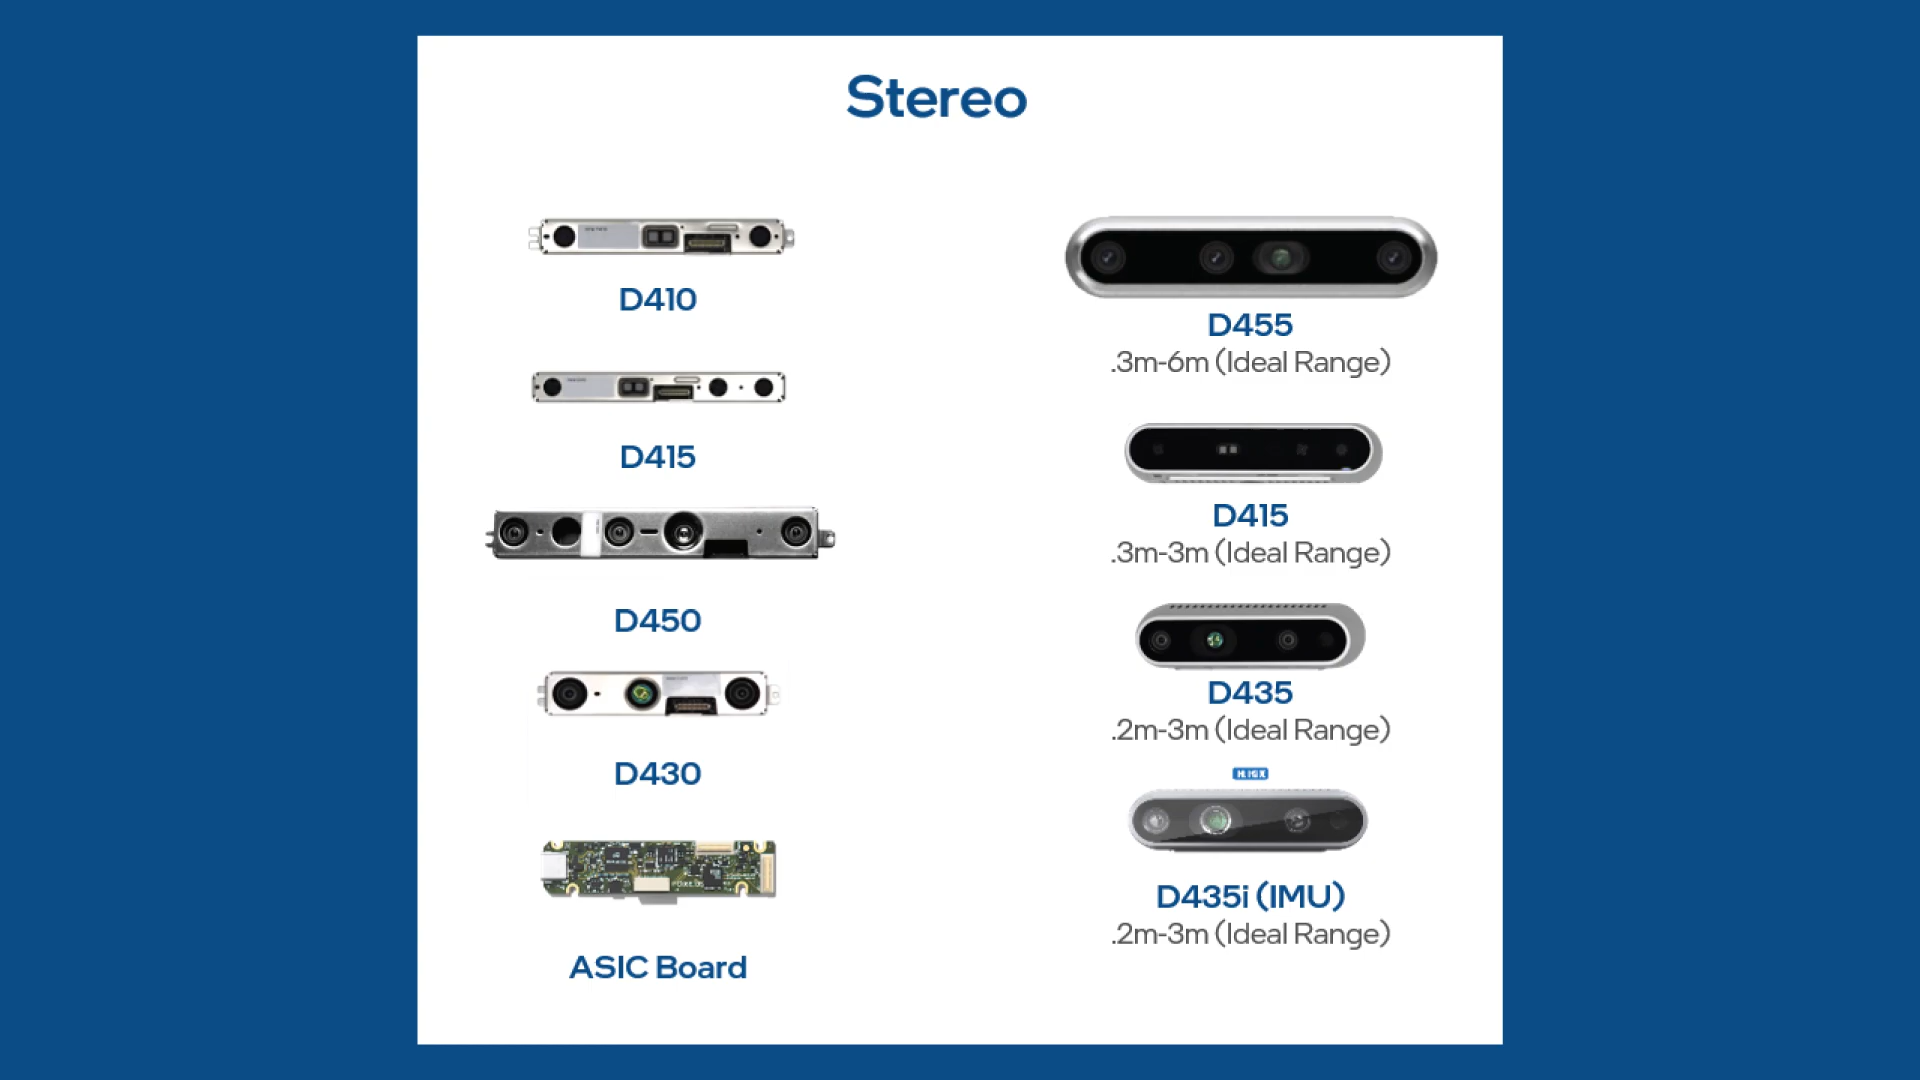 Stereo
D410
D415
D450
D430
ASIC Board
D455
.3m-6m (Ideal Range)
D415
.3m-3m (Ideal Range)
D435
.2m-3m (Ideal Range)
D435i (IMU)
.2m-3m (Ideal Range)